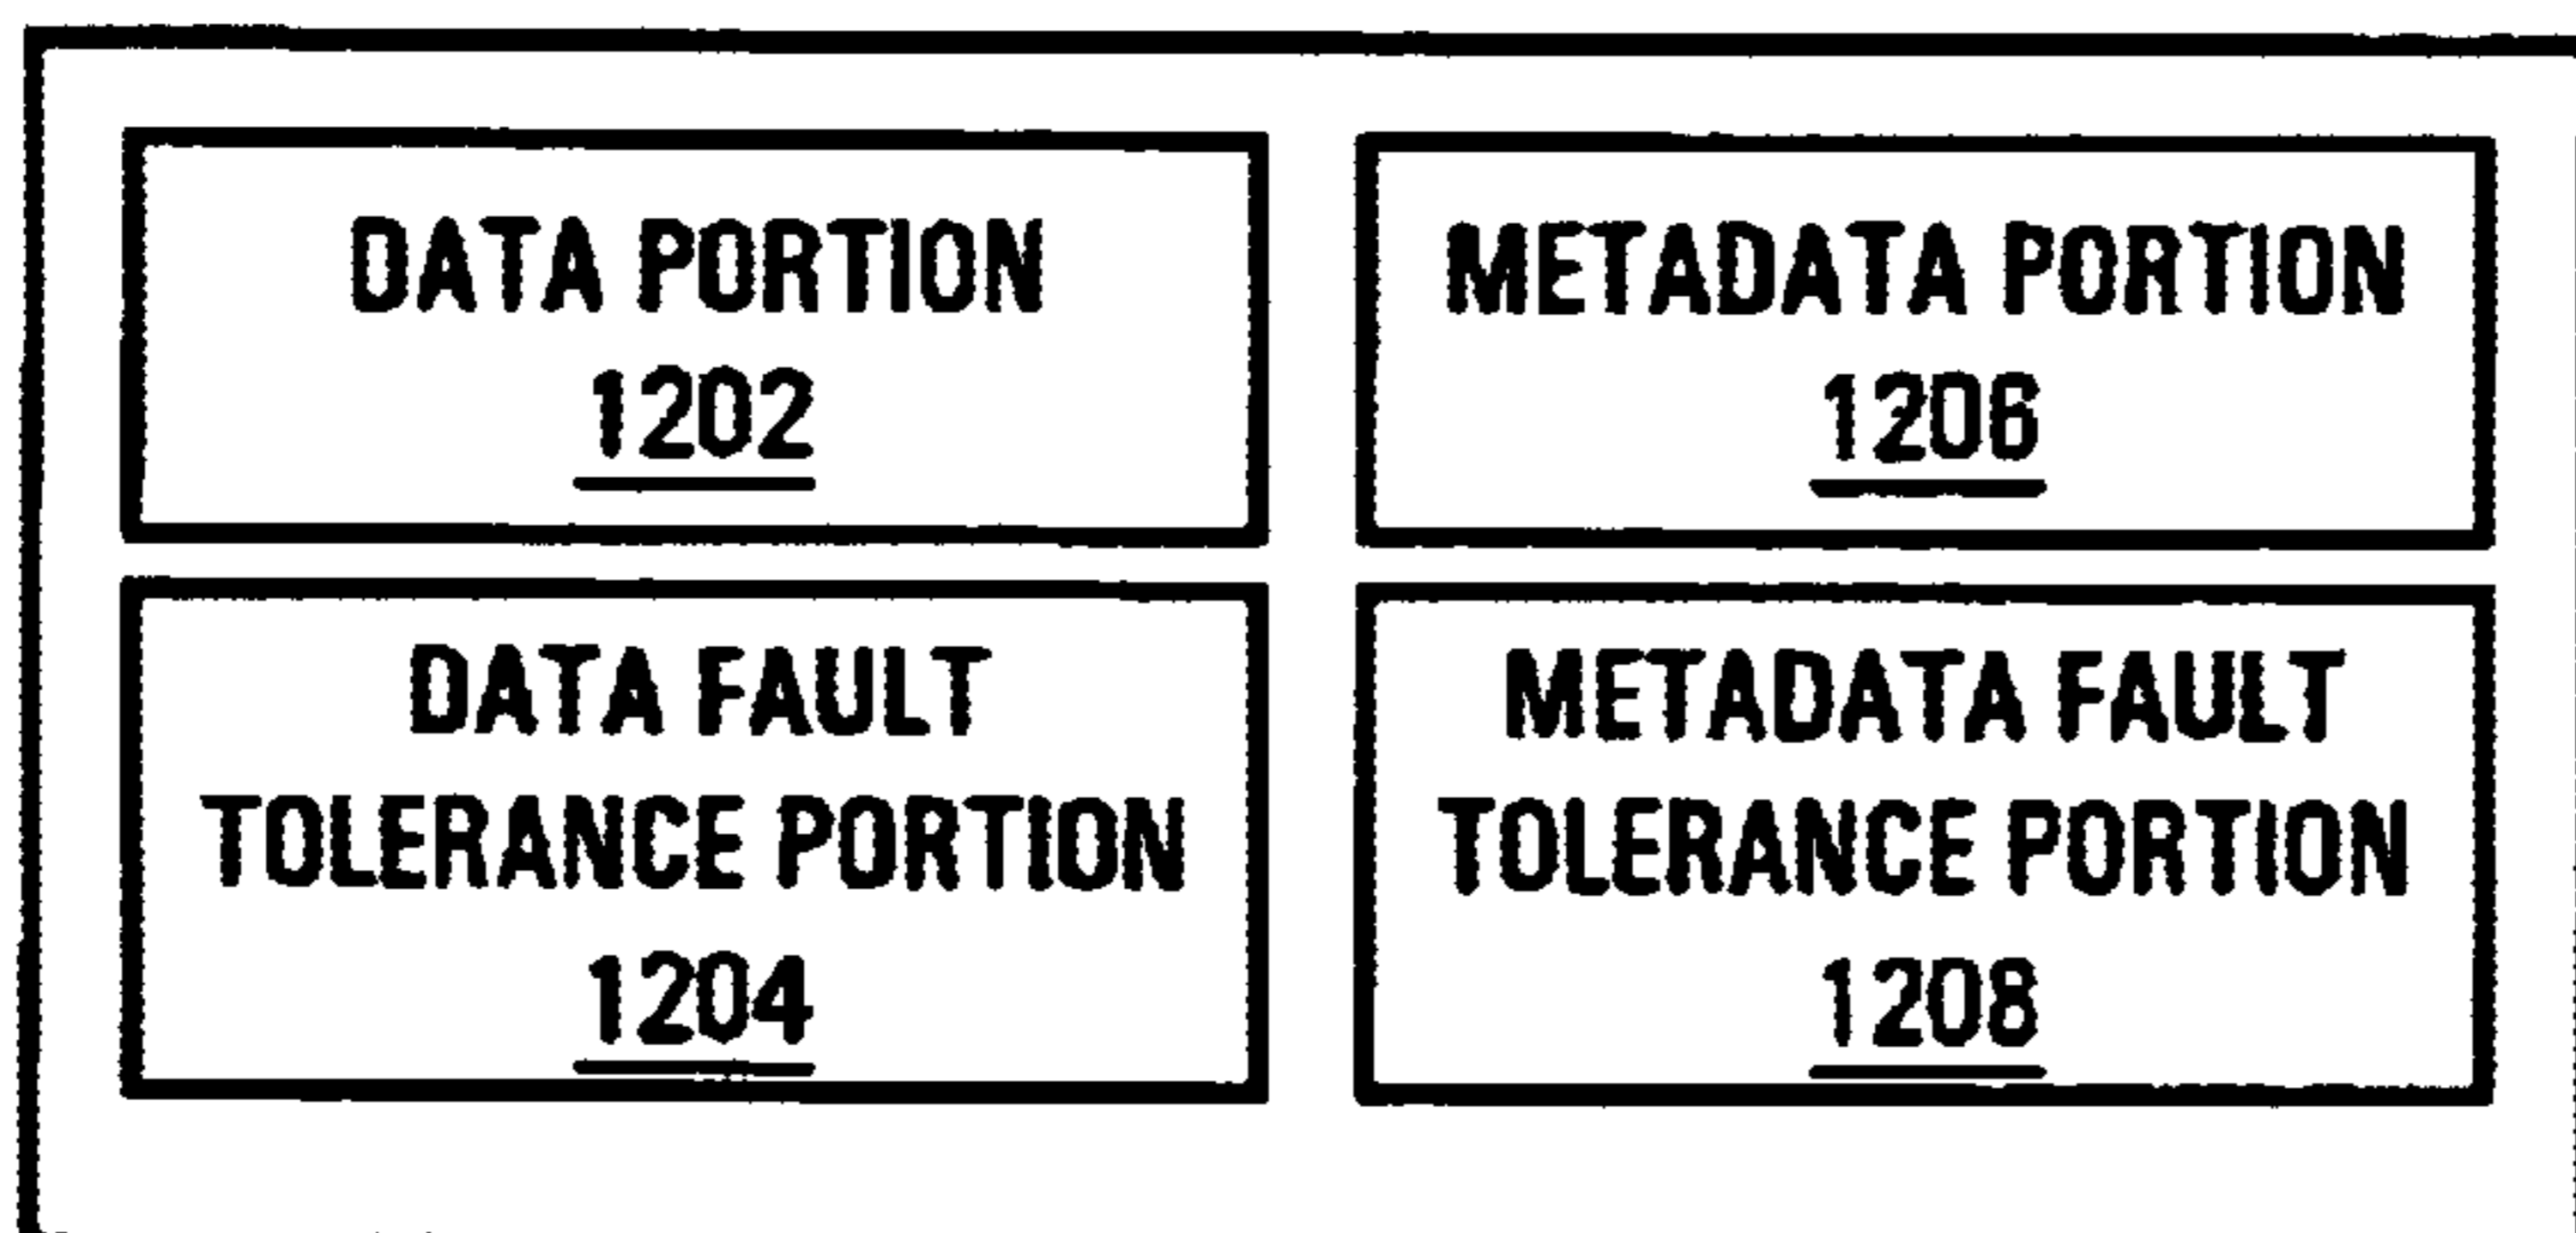 DATA PORTION
1202
METADATA PORTION
1206
DATA FAULT
TOLERANCE PORTION
1204
METADATA FAULT
TOLERANCE PORTION
1208